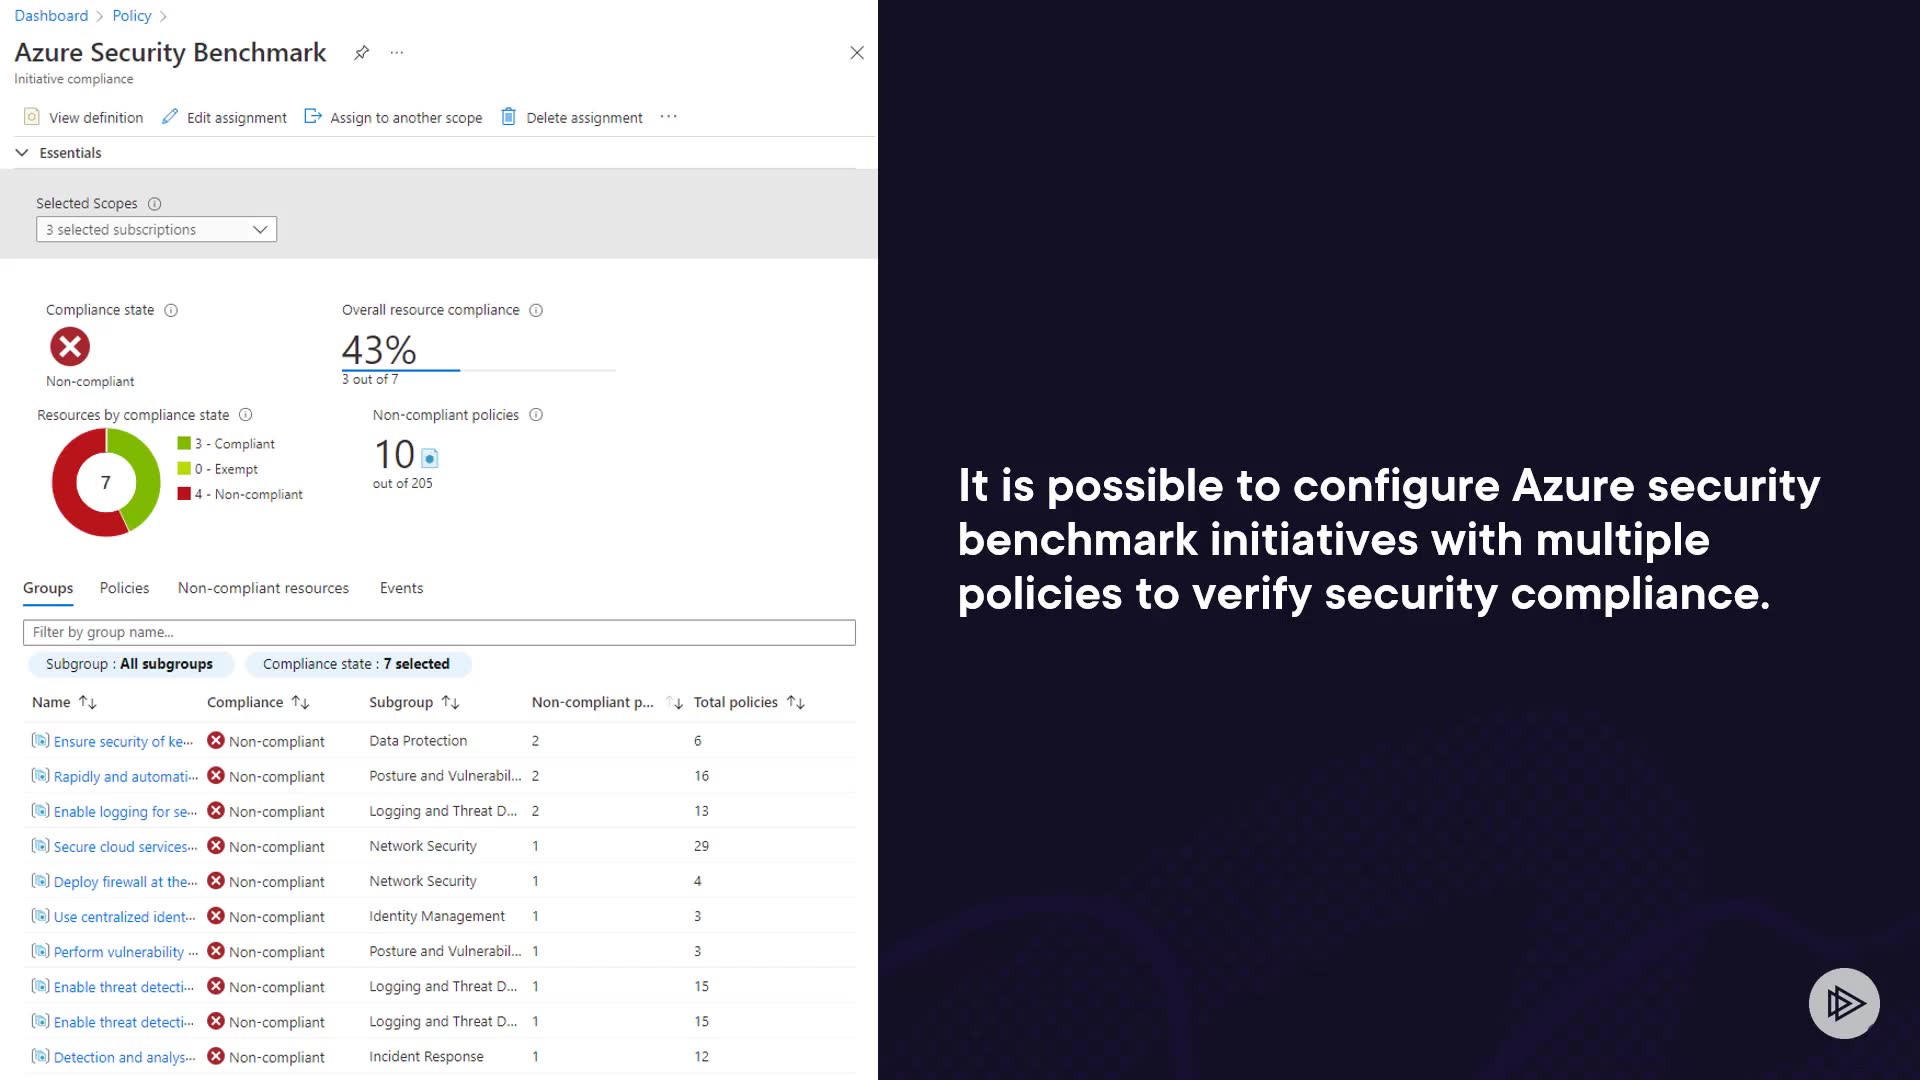 Dashboard > Policy >
Azure Security Benchmark ...
Initiative compliance
View definition Edit assignment Assign to another scope Delete assignment ...
Essentials
Selected Scopes
3 selected subscriptions
Compliance state
Non-compliant
Overall resource compliance
43%
3 out of 7
Resources by compliance state
7
3 - Compliant
0 - Exempt
4 - Non-compliant
Non-compliant policies
10
out of 205
Groups Policies Non-compliant resources Events
Filter by group name...
Subgroup : All subgroups Compliance state : 7 selected
Name Compliance Subgroup Non-compliant p... Total policies
Ensure security of ke... Non-compliant Data Protection 2 6
Rapidly and automati... Non-compliant Posture and Vulnerabil... 2 16
Enable logging for se... Non-compliant Logging and Threat D... 2 13
Secure cloud services... Non-compliant Network Security 1 29
Deploy firewall at the... Non-compliant Network Security 1 4
Use centralized ident... Non-compliant Identity Management 1 3
Perform vulnerability ... Non-compliant Posture and Vulnerabil... 1 3
Enable threat detecti... Non-compliant Logging and Threat D... 1 15
Enable threat detecti... Non-compliant Logging and Threat D... 1 15
Detection and analys... Non-compliant Incident Response 1 12
It is possible to configure Azure security
benchmark initiatives with multiple
policies to verify security compliance.